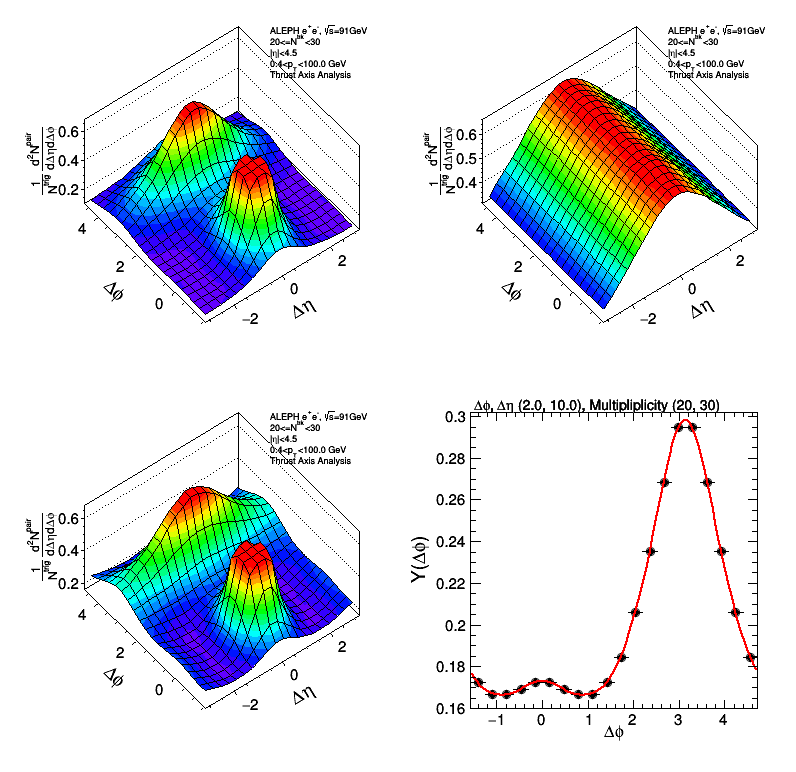 ALEPH e+e-, √s=91GeV
20<=N^trk<30
|η|<4.5
0.4<p_T<100.0 GeV
Thrust Axis Analysis
1/N^trig d²N^pair/dΔηdΔϕ
0.6
0.4
0.2
4
2
0
Δϕ
−2
0
2
Δη
ALEPH e+e-, √s=91GeV
20<=N^trk<30
|η|<4.5
0.4<p_T<100.0 GeV
Thrust Axis Analysis
1/N^trig d²N^pair/dΔηdΔϕ
0.6
0.5
0.4
4
2
0
Δϕ
−2
0
2
Δη
ALEPH e+e-, √s=91GeV
20<=N^trk<30
|η|<4.5
0.4<p_T<100.0 GeV
Thrust Axis Analysis
1/N^trig d²N^pair/dΔηdΔϕ
0.6
0.4
0.2
4
2
0
Δϕ
−2
0
2
Δη
Δϕ, Δη (2.0, 10.0), Multipliplicity (20, 30)
Y(Δϕ)
0.3
0.28
0.26
0.24
0.22
0.2
0.18
0.16
−1 0 1 2 3 4
Δϕ